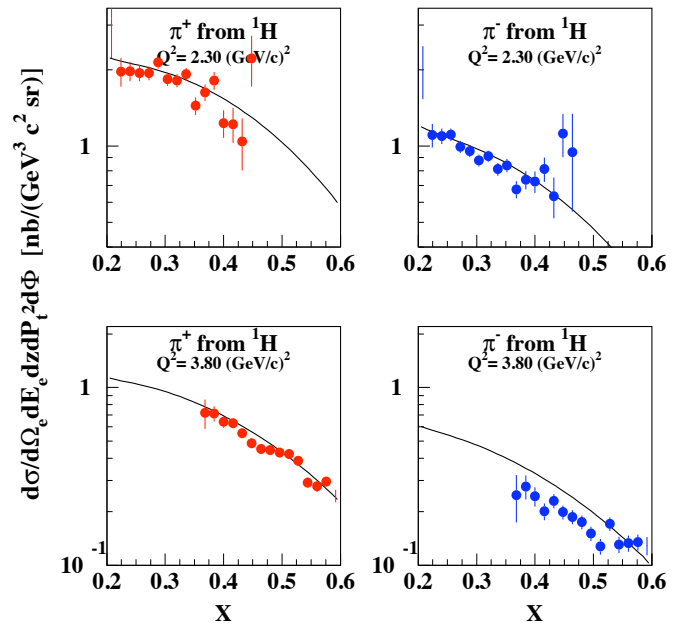 π⁺ from ¹H
Q²= 2.30 (GeV/c)²
π⁻ from ¹H
Q²= 2.30 (GeV/c)²
1
1
0.2 0.3 0.4 0.5 0.6
0.2 0.3 0.4 0.5 0.6
dσ/dΩₑdEₑdzdPₜ²dΦ [nb/(GeV³ c² sr)]
π⁺ from ¹H
Q²= 3.80 (GeV/c)²
π⁻ from ¹H
Q²= 3.80 (GeV/c)²
1
1
10⁻¹
10⁻¹
0.2 0.3 0.4 0.5 0.6
0.2 0.3 0.4 0.5 0.6
X
X